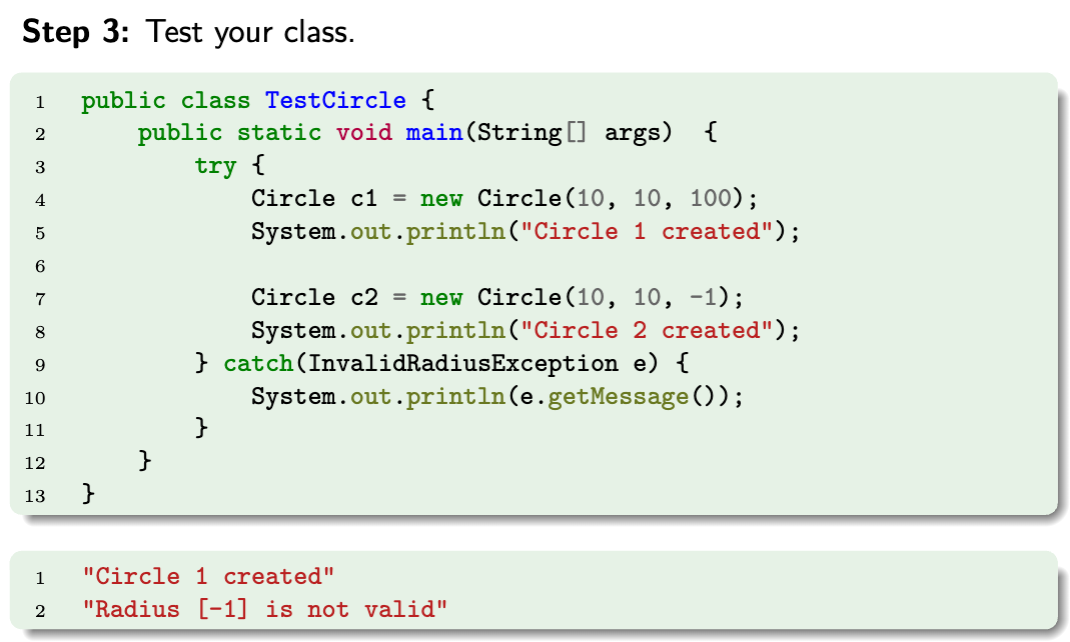 Step 3: Test your class.
1 public class TestCircle {
2     public static void main(String[] args)  {
3         try {
4             Circle c1 = new Circle(10, 10, 100);
5             System.out.println("Circle 1 created");
6
7             Circle c2 = new Circle(10, 10, -1);
8             System.out.println("Circle 2 created");
9         } catch(InvalidRadiusException e) {
10             System.out.println(e.getMessage());
11         }
12     }
13 }
1 "Circle 1 created"
2 "Radius [-1] is not valid"